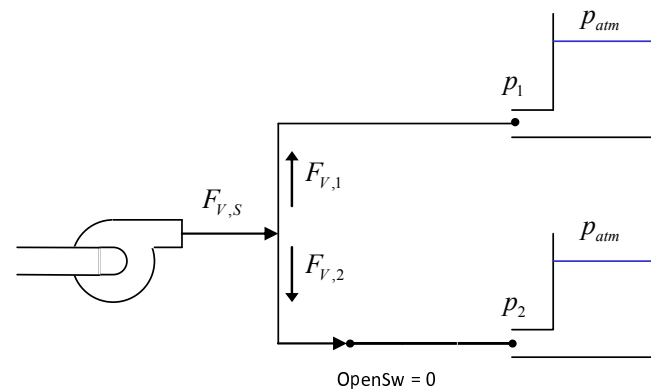 p_atm
p_1
F_V,1
F_V,S
p_atm
F_V,2
p_2
OpenSw = 0